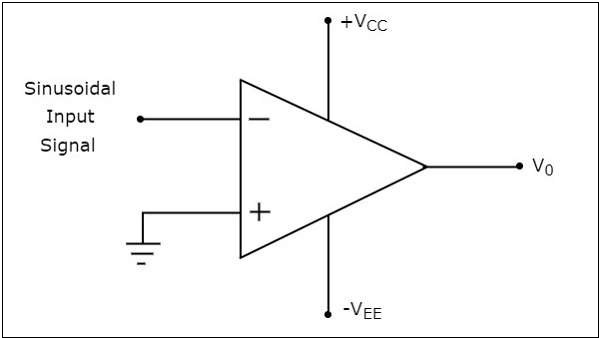 +VCC
Sinusoidal
Input
Signal
−
V0
+
-VEE